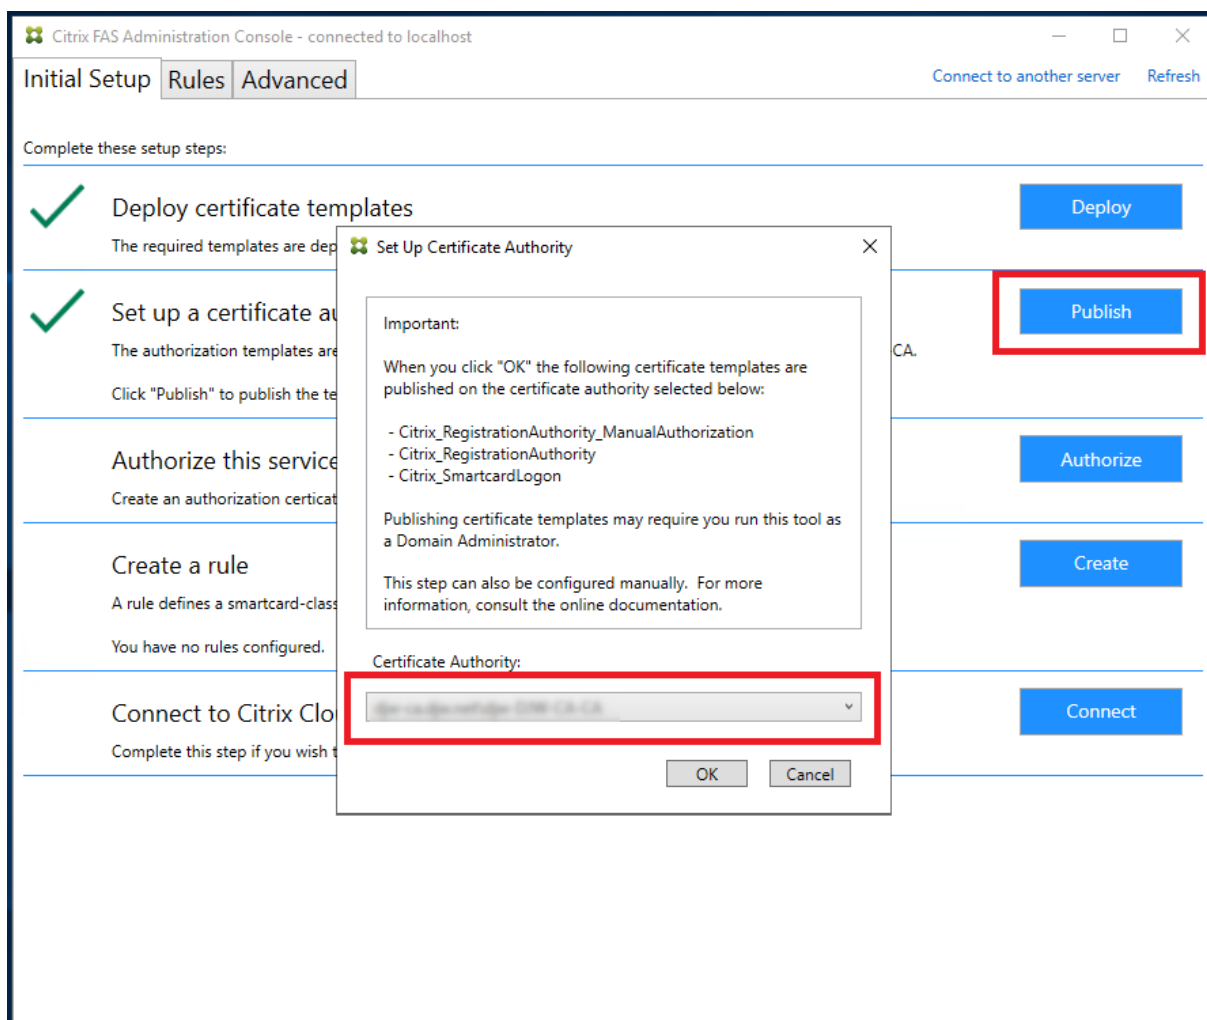 Citrix FAS Administration Console - connected to localhost
Initial Setup Rules Advanced Connect to another server Refresh
Complete these setup steps:
Deploy certificate templates Deploy
The required templates are dep
Set Up Certificate Authority
Set up a certificate au Publish
The authorization templates are CA.
Click "Publish" to publish the te
Important:
When you click "OK" the following certificate templates are
published on the certificate authority selected below:
- Citrix_RegistrationAuthority_ManualAuthorization
- Citrix_RegistrationAuthority
- Citrix_SmartcardLogon
Publishing certificate templates may require you run this tool as
a Domain Administrator.
This step can also be configured manually. For more
information, consult the online documentation.
Certificate Authority:
OK Cancel
Authorize this service Authorize
Create an authorization certicat
Create a rule Create
A rule defines a smartcard-class
You have no rules configured.
Connect to Citrix Clo Connect
Complete this step if you wish t